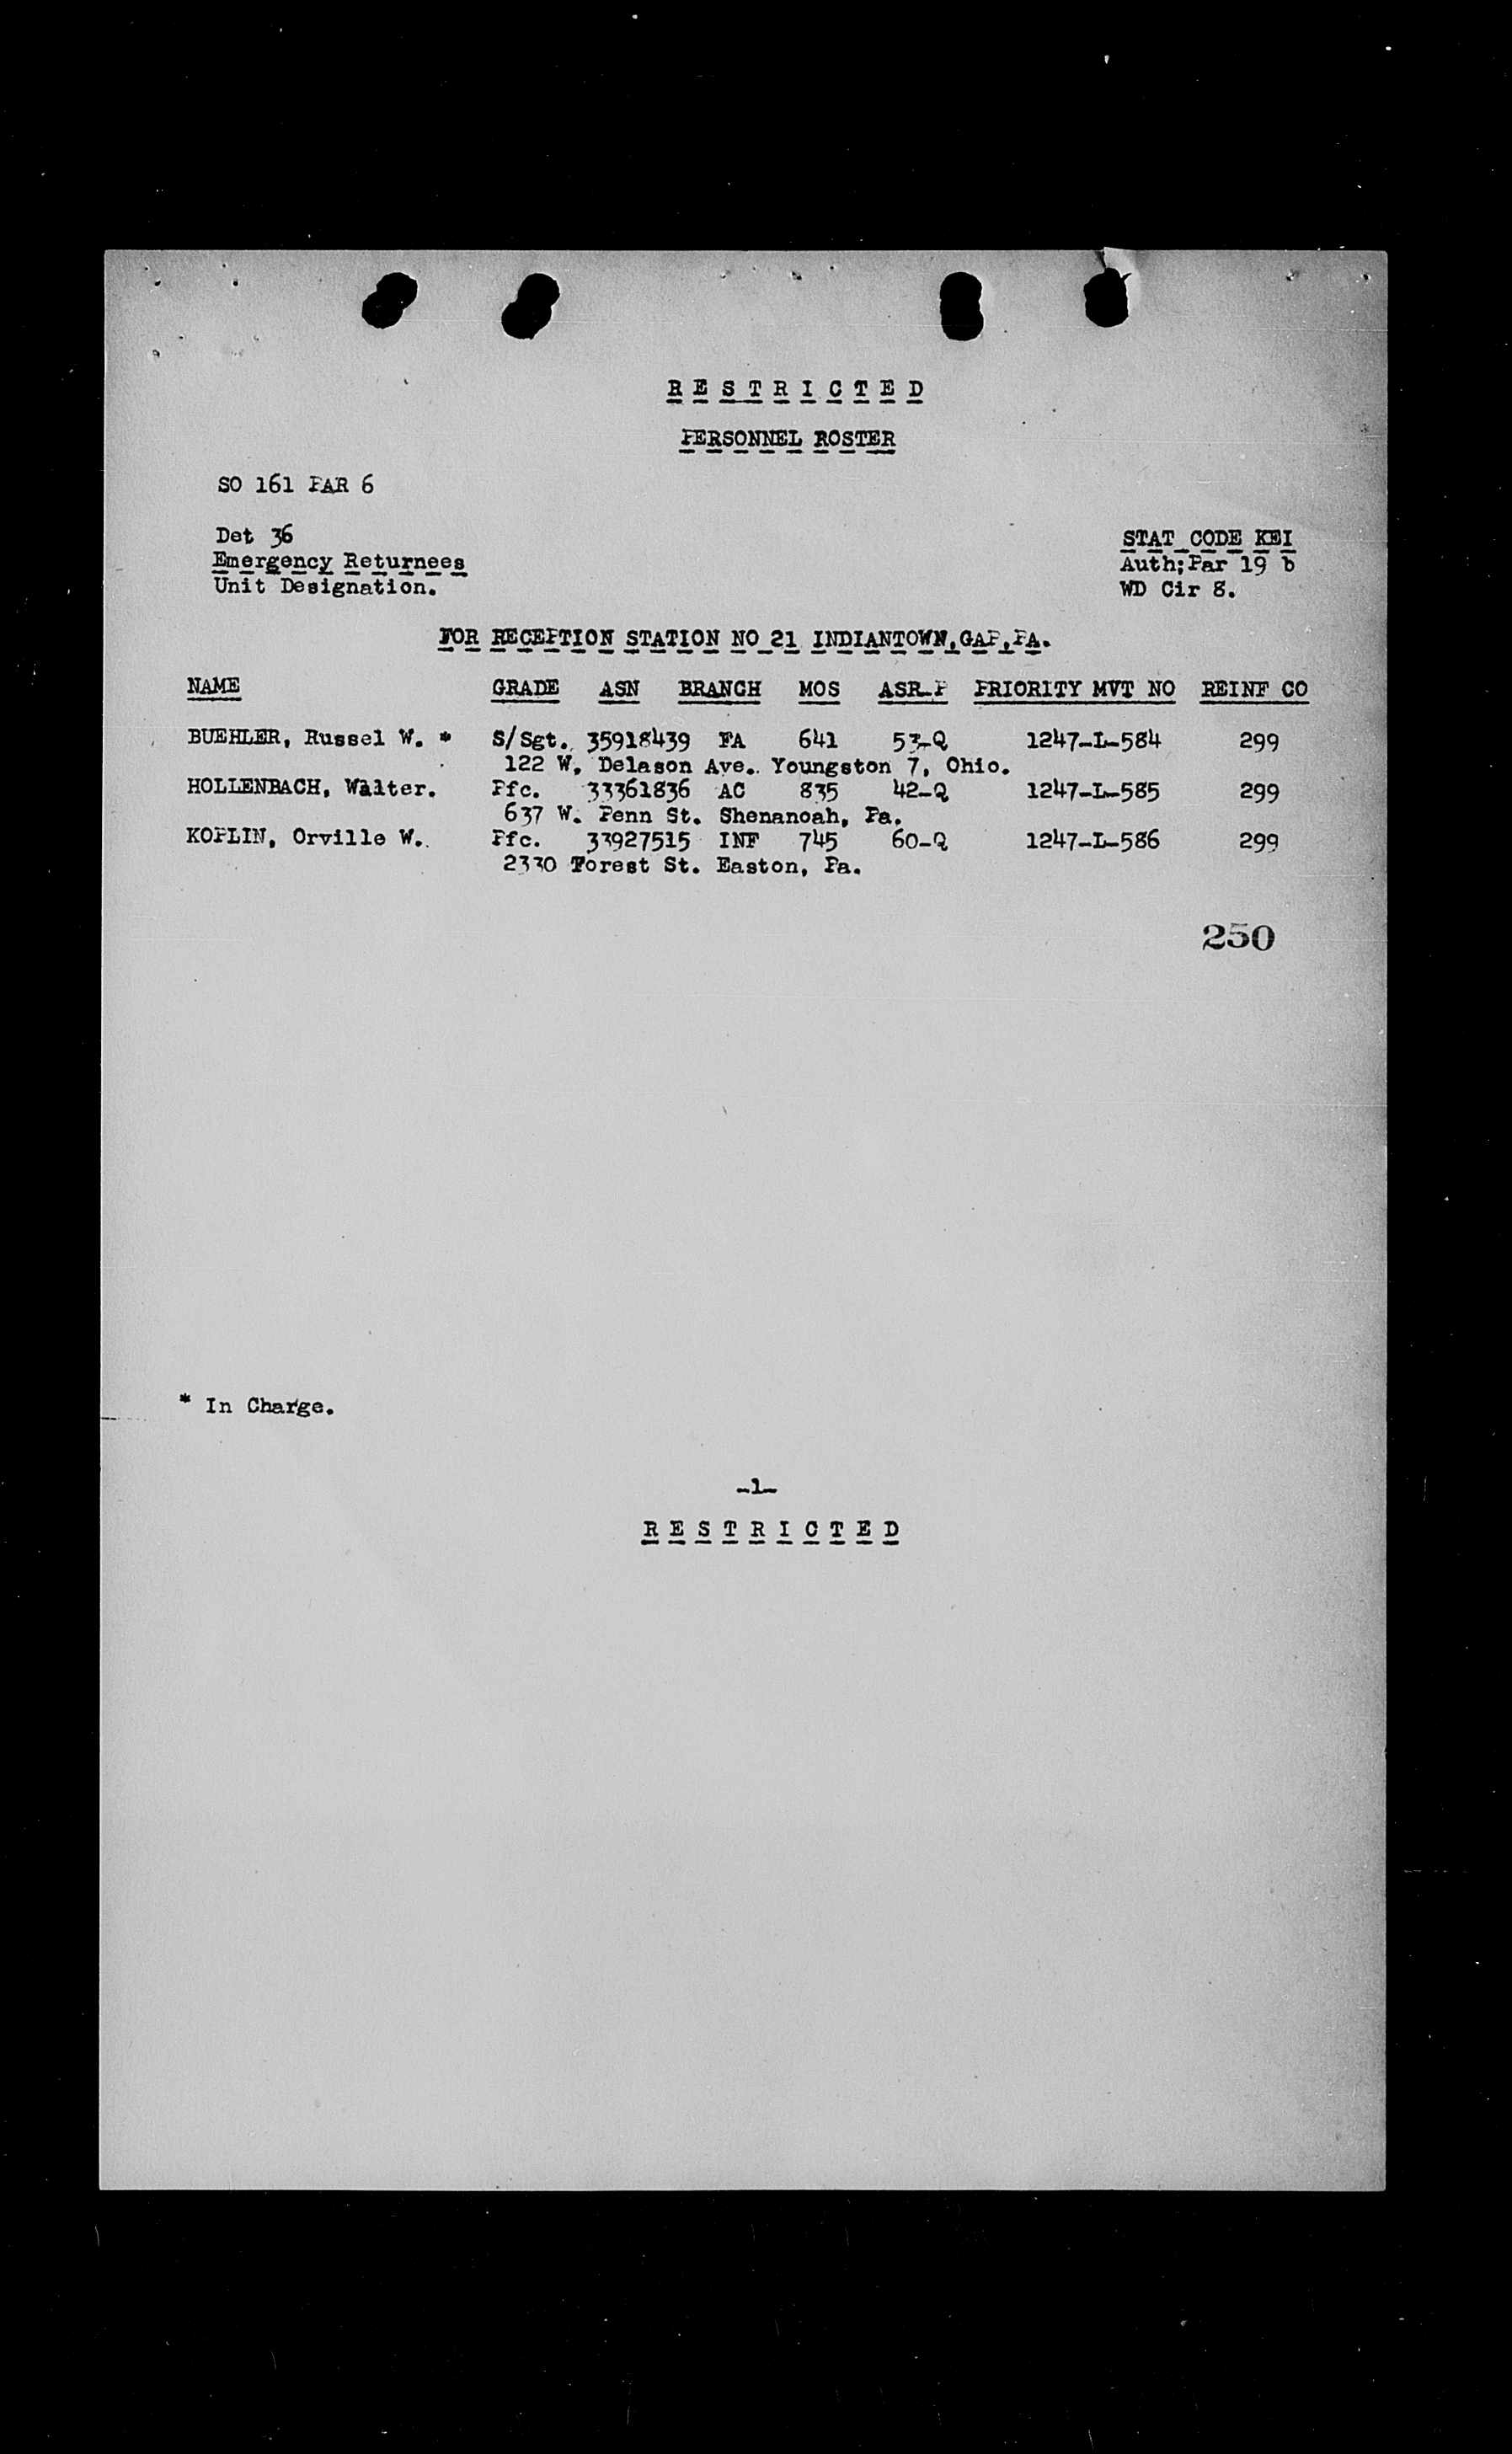 R E S T R I C T E D
PERSONNEL ROSTER
SO 161 PAR 6
Det 36
Emergency Returnees
Unit Designation.
STAT CODE KEI
Auth;Par 19 b
WD Cir 8.
FOR RECEPTION STATION NO 21 INDIANTOWN,GAP,PA.
NAME GRADE ASN BRANCH MOS ASR-P PRIORITY MVT NO REINF CO
BUEHLER, Russel W. * S/Sgt. 35918439 FA 641 53-Q 1247-L-584 299
122 W. Delason Ave. Youngston 7, Ohio.
HOLLENBACH, Walter. Pfc. 33361836 AC 835 42-Q 1247-L-585 299
637 W. Penn St. Shenanoah, Pa.
KOPLIN, Orville W. Pfc. 33927515 INF 745 60-Q 1247-L-586 299
2330 Forest St. Easton, Pa.
250
* In Charge.
-1-
R E S T R I C T E D